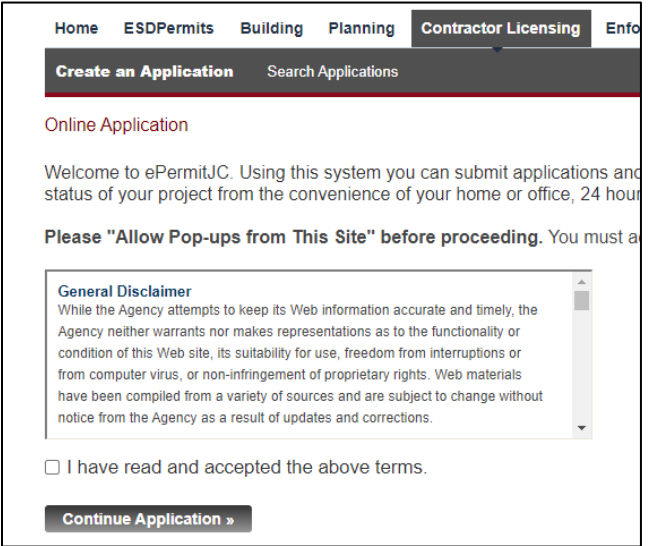 Home ESDPermits Building Planning Contractor Licensing Enfo
Create an Application Search Applications
Online Application
Welcome to ePermitJC. Using this system you can submit applications and
status of your project from the convenience of your home or office, 24 hour
Please "Allow Pop-ups from This Site" before proceeding. You must a
General Disclaimer
While the Agency attempts to keep its Web information accurate and timely, the
Agency neither warrants nor makes representations as to the functionality or
condition of this Web site, its suitability for use, freedom from interruptions or
from computer virus, or non-infringement of proprietary rights. Web materials
have been compiled from a variety of sources and are subject to change without
notice from the Agency as a result of updates and corrections.
I have read and accepted the above terms.
Continue Application »